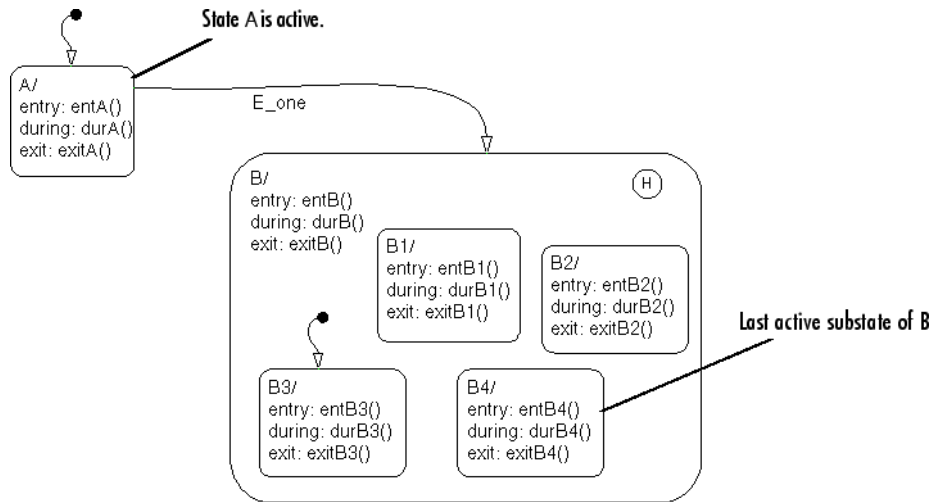 State A is active.
A/
entry: entA()
during: durA()
exit: exitA()
E_one
B/
entry: entB()
during: durB()
exit: exitB()
H
B1/
entry: entB1()
during: durB1()
exit: exitB1()
B2/
entry: entB2()
during: durB2()
exit: exitB2()
Last active substate of B
B3/
entry: entB3()
during: durB3()
exit: exitB3()
B4/
entry: entB4()
during: durB4()
exit: exitB4()